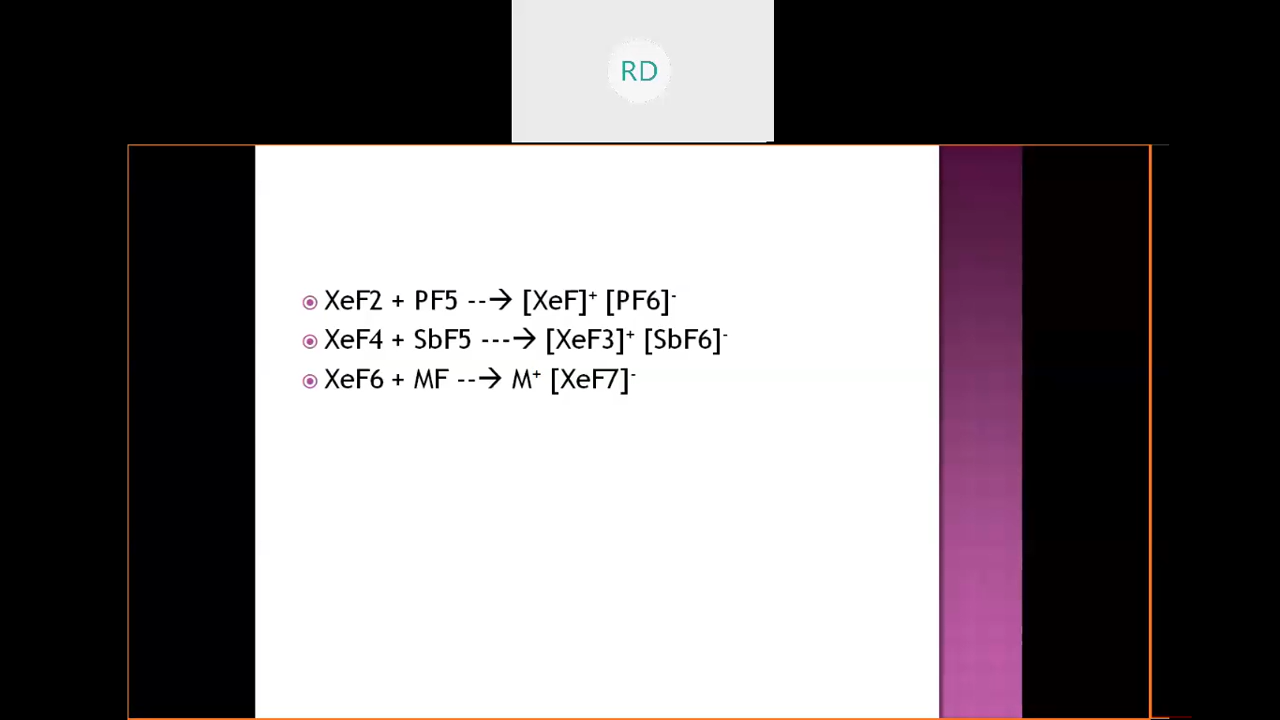 RD
XeF2 + PF5 --→ [XeF]⁺ [PF6]⁻
XeF4 + SbF5 ---→ [XeF3]⁺ [SbF6]⁻
XeF6 + MF --→ M⁺ [XeF7]⁻